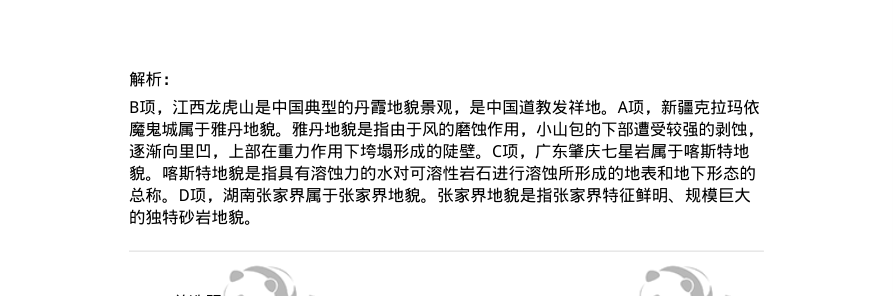 解析：
B项，江西龙虎山是中国典型的丹霞地貌景观，是中国道教发祥地。A项，新疆克拉玛依
魔鬼城属于雅丹地貌。雅丹地貌是指由于风的磨蚀作用，小山包的下部遭受较强的剥蚀，
逐渐向里凹，上部在重力作用下垮塌形成的陡壁。C项，广东肇庆七星岩属于喀斯特地
貌。喀斯特地貌是指具有溶蚀力的水对可溶性岩石进行溶蚀所形成的地表和地下形态的
总称。D项，湖南张家界属于张家界地貌。张家界地貌是指张家界特征鲜明、规模巨大
的独特砂岩地貌。